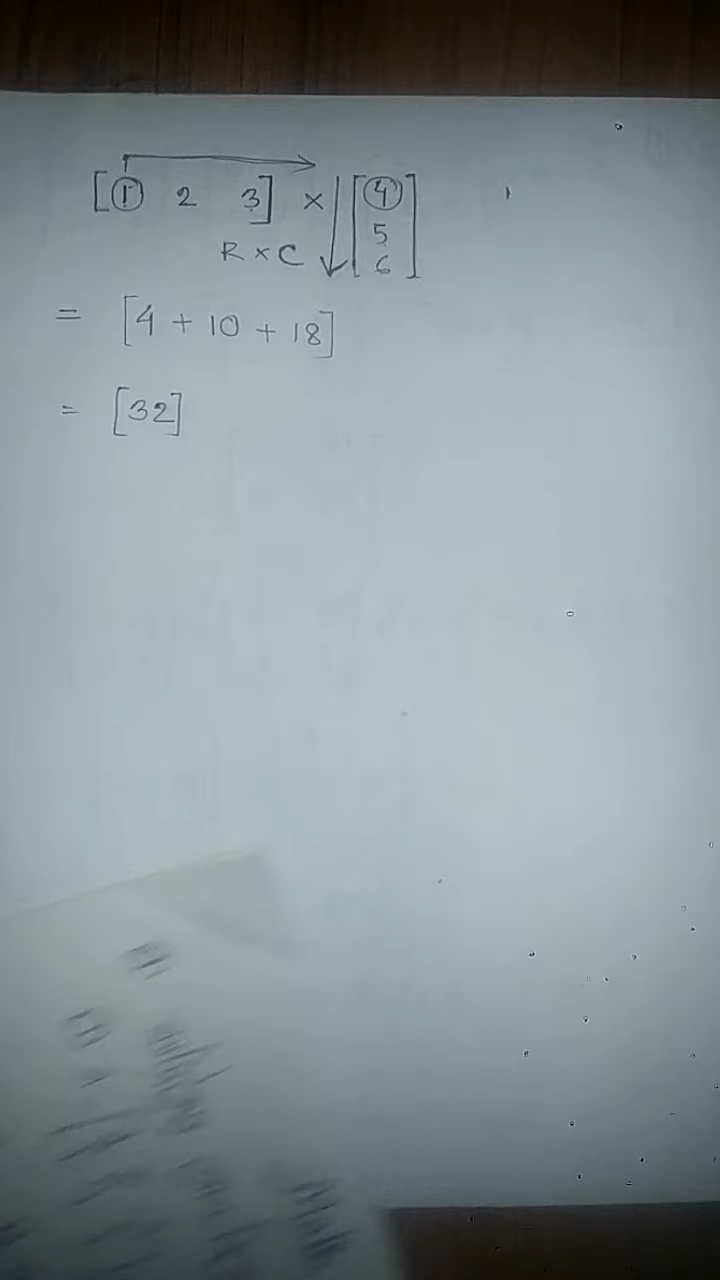 [1 2 3] × [4
5
6]
R × C
= [4 + 10 + 18]
= [32]